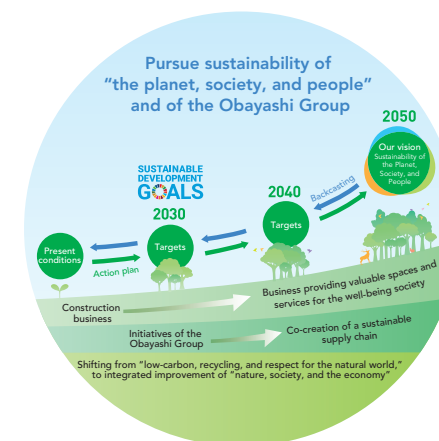 Pursue sustainability of
“the planet, society, and people”
and of the Obayashi Group
2050
Our vision
Sustainability of
the Planet,
Society, and
People
SUSTAINABLE
DEVELOPMENT
GOALS
2040
Backcasting
2030
Targets
Targets
Present
conditions
Action plan
Business providing valuable spaces and
services for the well-being society
Construction
business
Initiatives of the
Obayashi Group
Co-creation of a sustainable
supply chain
Shifting from “low-carbon, recycling, and respect for the natural world,”
to integrated improvement of “nature, society, and the economy”